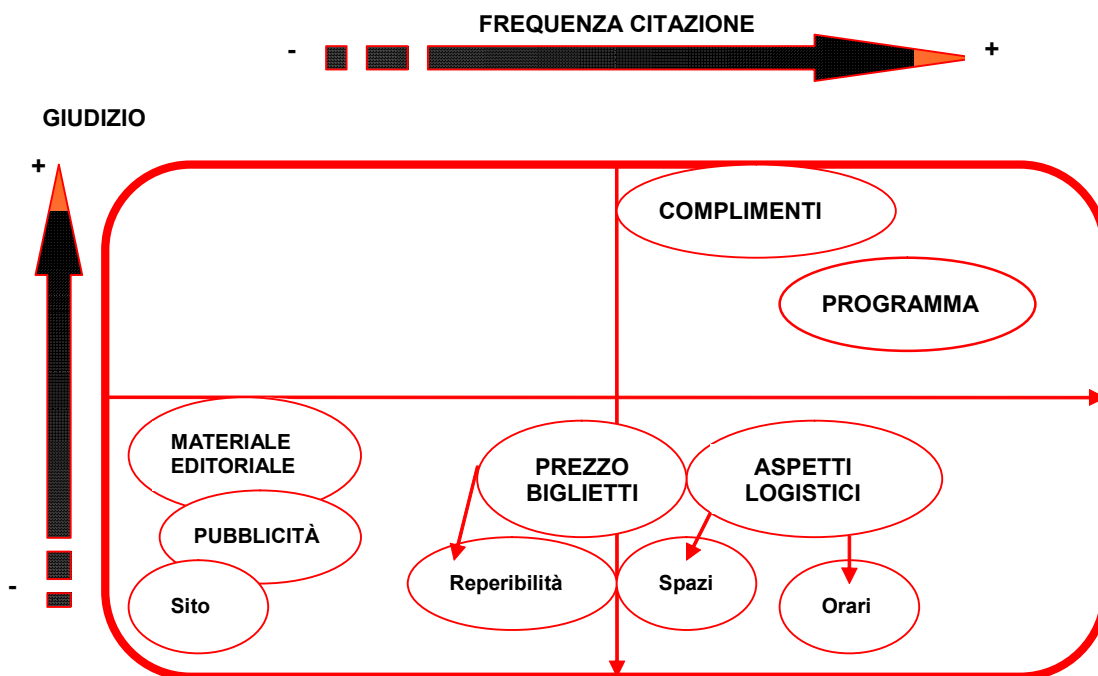 FREQUENZA CITAZIONE
-
+
GIUDIZIO
+
COMPLIMENTI
PROGRAMMA
MATERIALE
EDITORIALE
PREZZO
BIGLIETTI
ASPETTI
LOGISTICI
PUBBLICITÀ
Reperibilità
Spazi
-
Sito
Orari